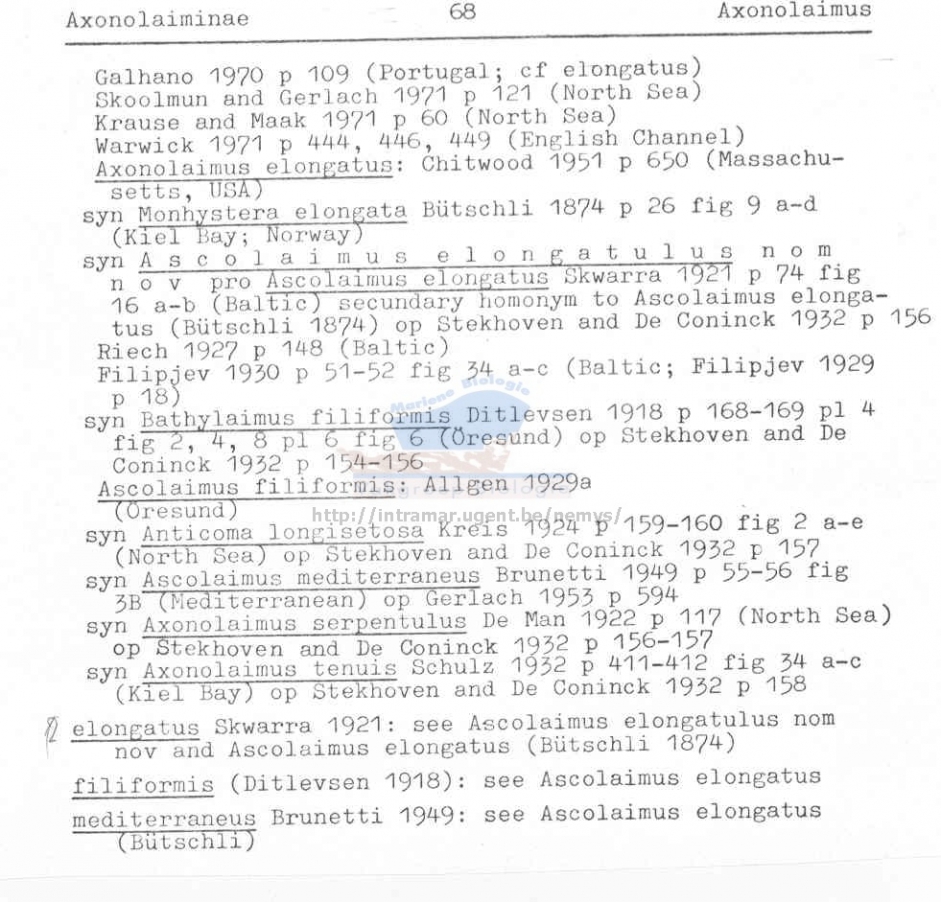 Axonolaiminae 68 Axonolaimus
Galhano 1970 p 109 (Portugal; cf elongatus)
Skoolmun and Gerlach 1971 p 121 (North Sea)
Krause and Maak 1971 p 60 (North Sea)
Warwick 1971 p 444, 446, 449 (English Channel)
Axonolaimus elongatus: Chitwood 1951 p 650 (Massachu-
setts, USA)
syn Monhystera elongata Bütschli 1874 p 26 fig 9 a-d
(Kiel Bay; Norway)
syn A s c o l a i m u s e l o n g a t u l u s n o m
n o v pro Ascolaimus elongatus Skwarra 1921 p 74 fig
16 a-b (Baltic) secundary homonym to Ascolaimus elonga-
tus (Bütschli 1874) op Stekhoven and De Coninck 1932 p 156
Riech 1927 p 148 (Baltic)
Filipjev 1930 p 51-52 fig 34 a-c (Baltic; Filipjev 1929
p 18)
Mariene Biologie
syn Bathylaimus filiformis Ditlevsen 1918 p 168-169 pl 4
fig 2, 4, 8 pl 6 fig 6 (Öresund) op Stekhoven and De
Coninck 1932 p 154-156
Ascolaimus filiformis: Allgen 1929a
(Öresund)
http://intramar.ugent.be/nemys/
syn Anticoma longisetosa Kreis 1924 p 159-160 fig 2 a-e
(North Sea) op Stekhoven and De Coninck 1932 p 157
syn Ascolaimus mediterraneus Brunetti 1949 p 55-56 fig
3B (Mediterranean) op Gerlach 1953 p 594
syn Axonolaimus serpentulus De Man 1922 p 117 (North Sea)
op Stekhoven and De Coninck 1932 p 156-157
syn Axonolaimus tenuis Schulz 1932 p 411-412 fig 34 a-c
(Kiel Bay) op Stekhoven and De Coninck 1932 p 158
elongatus Skwarra 1921: see Ascolaimus elongatulus nom
nov and Ascolaimus elongatus (Bütschli 1874)
filiformis (Ditlevsen 1918): see Ascolaimus elongatus
mediterraneus Brunetti 1949: see Ascolaimus elongatus
(Bütschli)